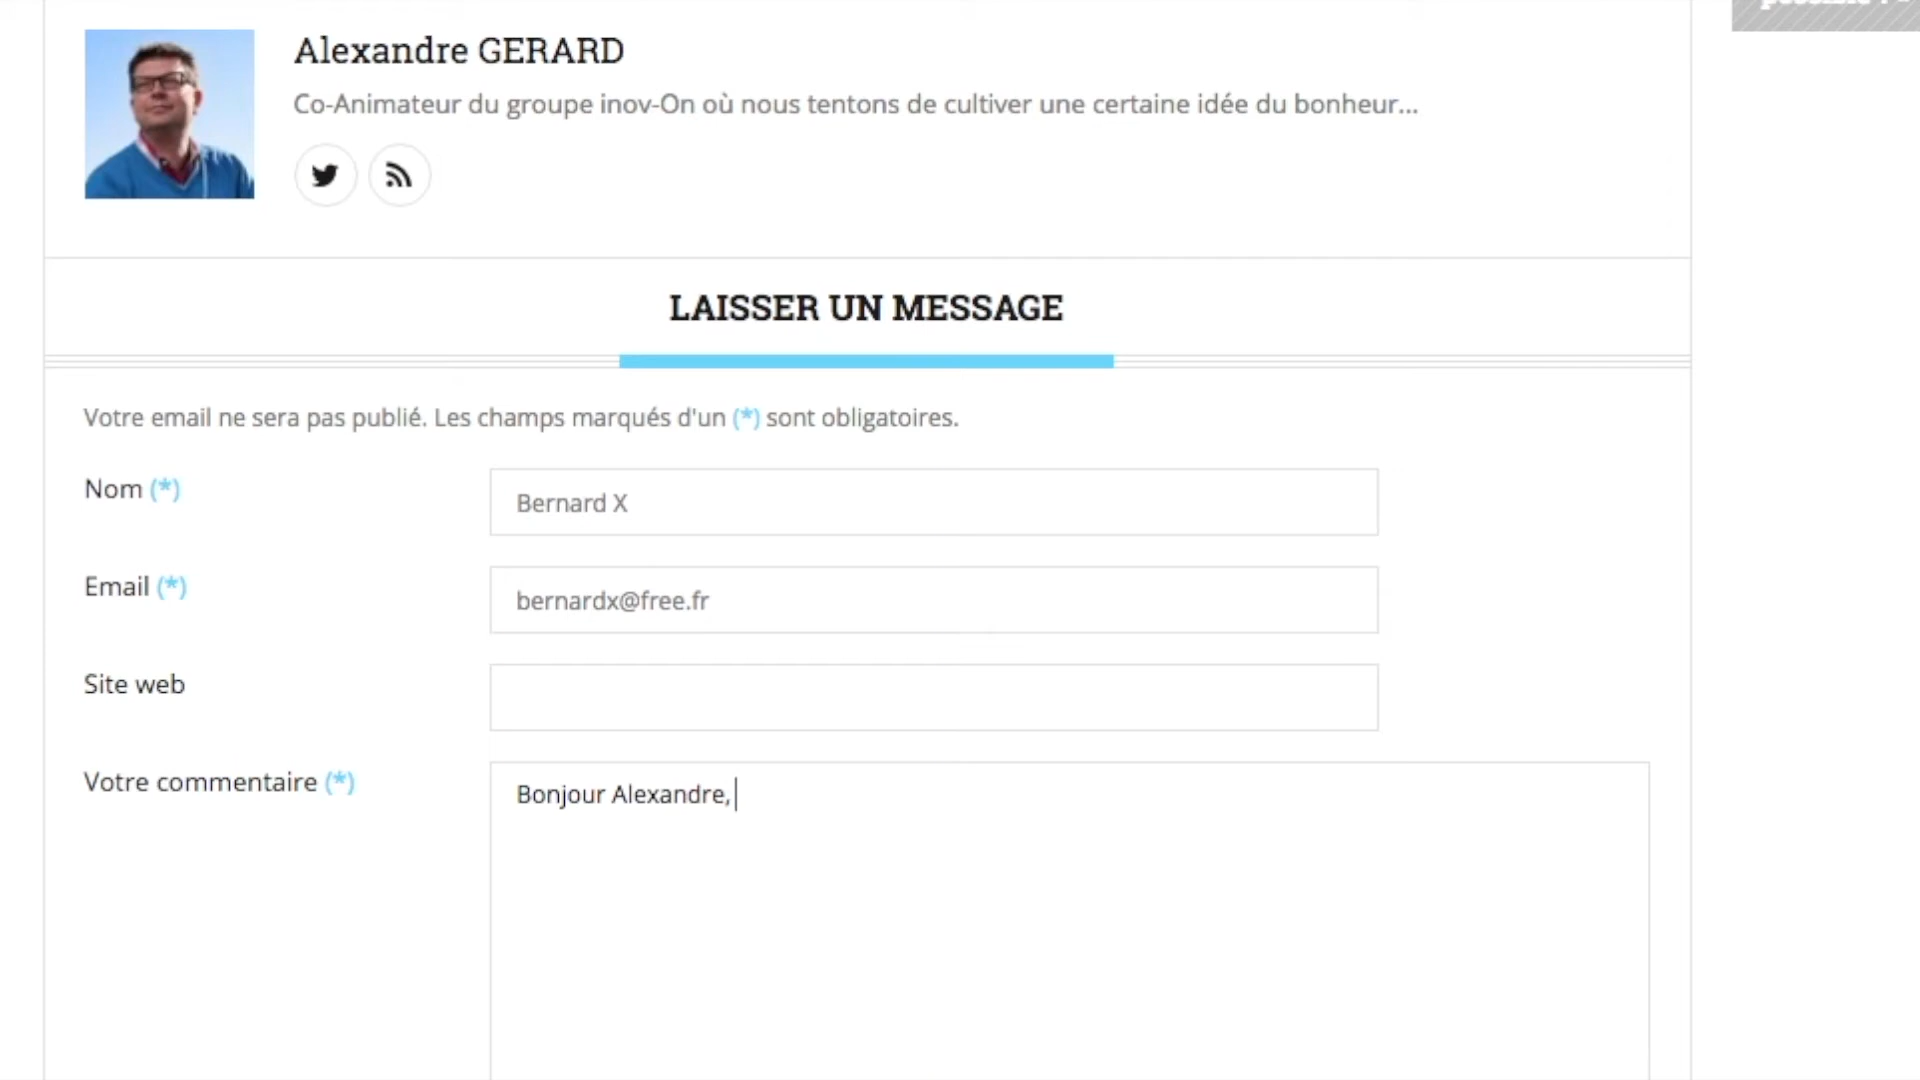 Alexandre GERARD
Co-Animateur du groupe inov-On où nous tentons de cultiver une certaine idée du bonheur...
LAISSER UN MESSAGE
Votre email ne sera pas publié. Les champs marqués d'un (*) sont obligatoires.
Nom (*)
Bernard X
Email (*)
bernardx@free.fr
Site web
Votre commentaire (*)
Bonjour Alexandre,